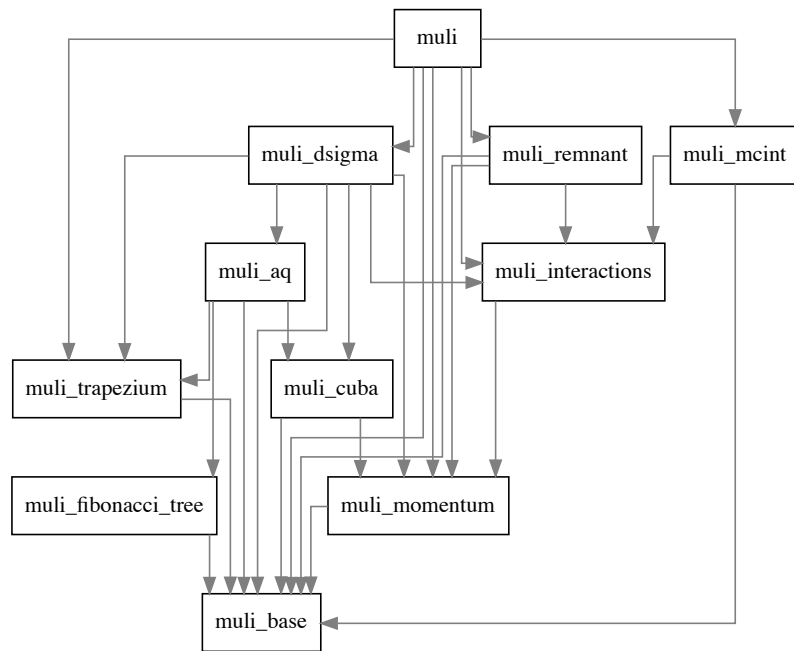 muli
muli_dsigma
muli_remnant
muli_mcint
muli_aq
muli_interactions
muli_trapezium
muli_cuba
muli_fibonacci_tree
muli_momentum
muli_base